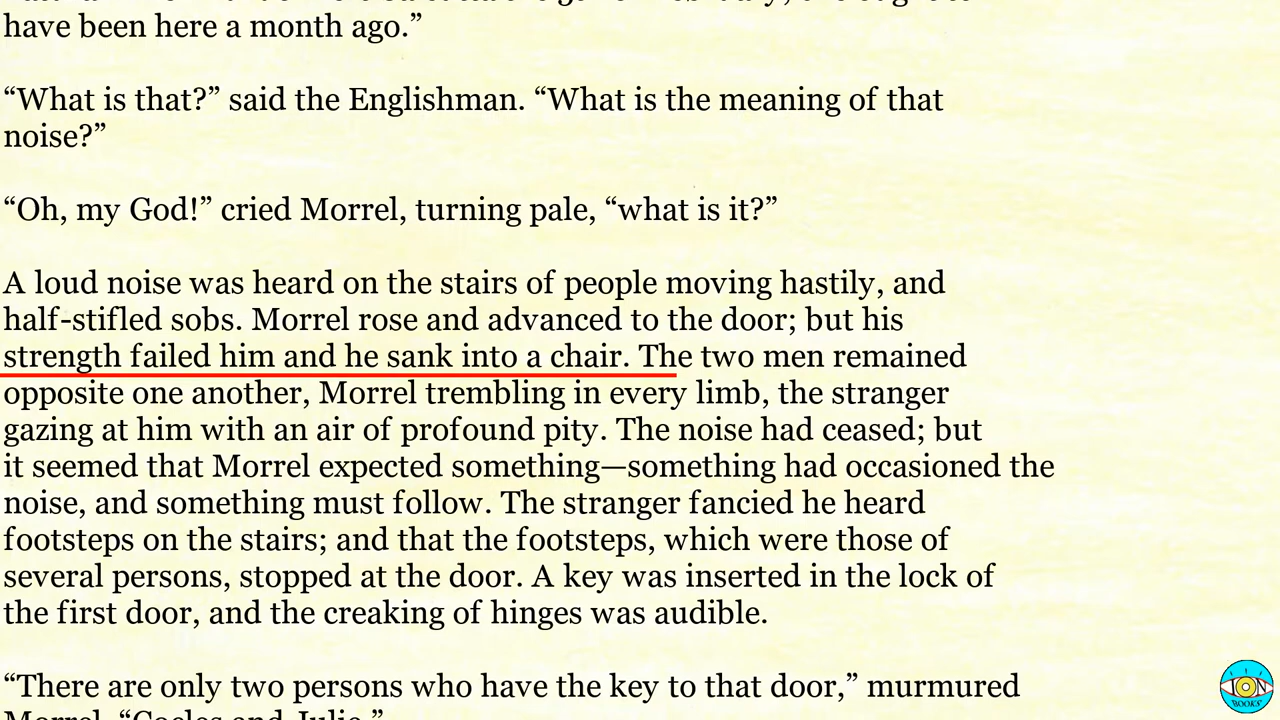 have been here a month ago.”
“What is that?” said the Englishman. “What is the meaning of that
noise?”
“Oh, my God!” cried Morrel, turning pale, “what is it?”
A loud noise was heard on the stairs of people moving hastily, and
half-stifled sobs. Morrel rose and advanced to the door; but his
strength failed him and he sank into a chair. The two men remained
opposite one another, Morrel trembling in every limb, the stranger
gazing at him with an air of profound pity. The noise had ceased; but
it seemed that Morrel expected something—something had occasioned the
noise, and something must follow. The stranger fancied he heard
footsteps on the stairs; and that the footsteps, which were those of
several persons, stopped at the door. A key was inserted in the lock of
the first door, and the creaking of hinges was audible.
“There are only two persons who have the key to that door,” murmured
Morrel, “Cocles and Julie.”
ION
BOOKS